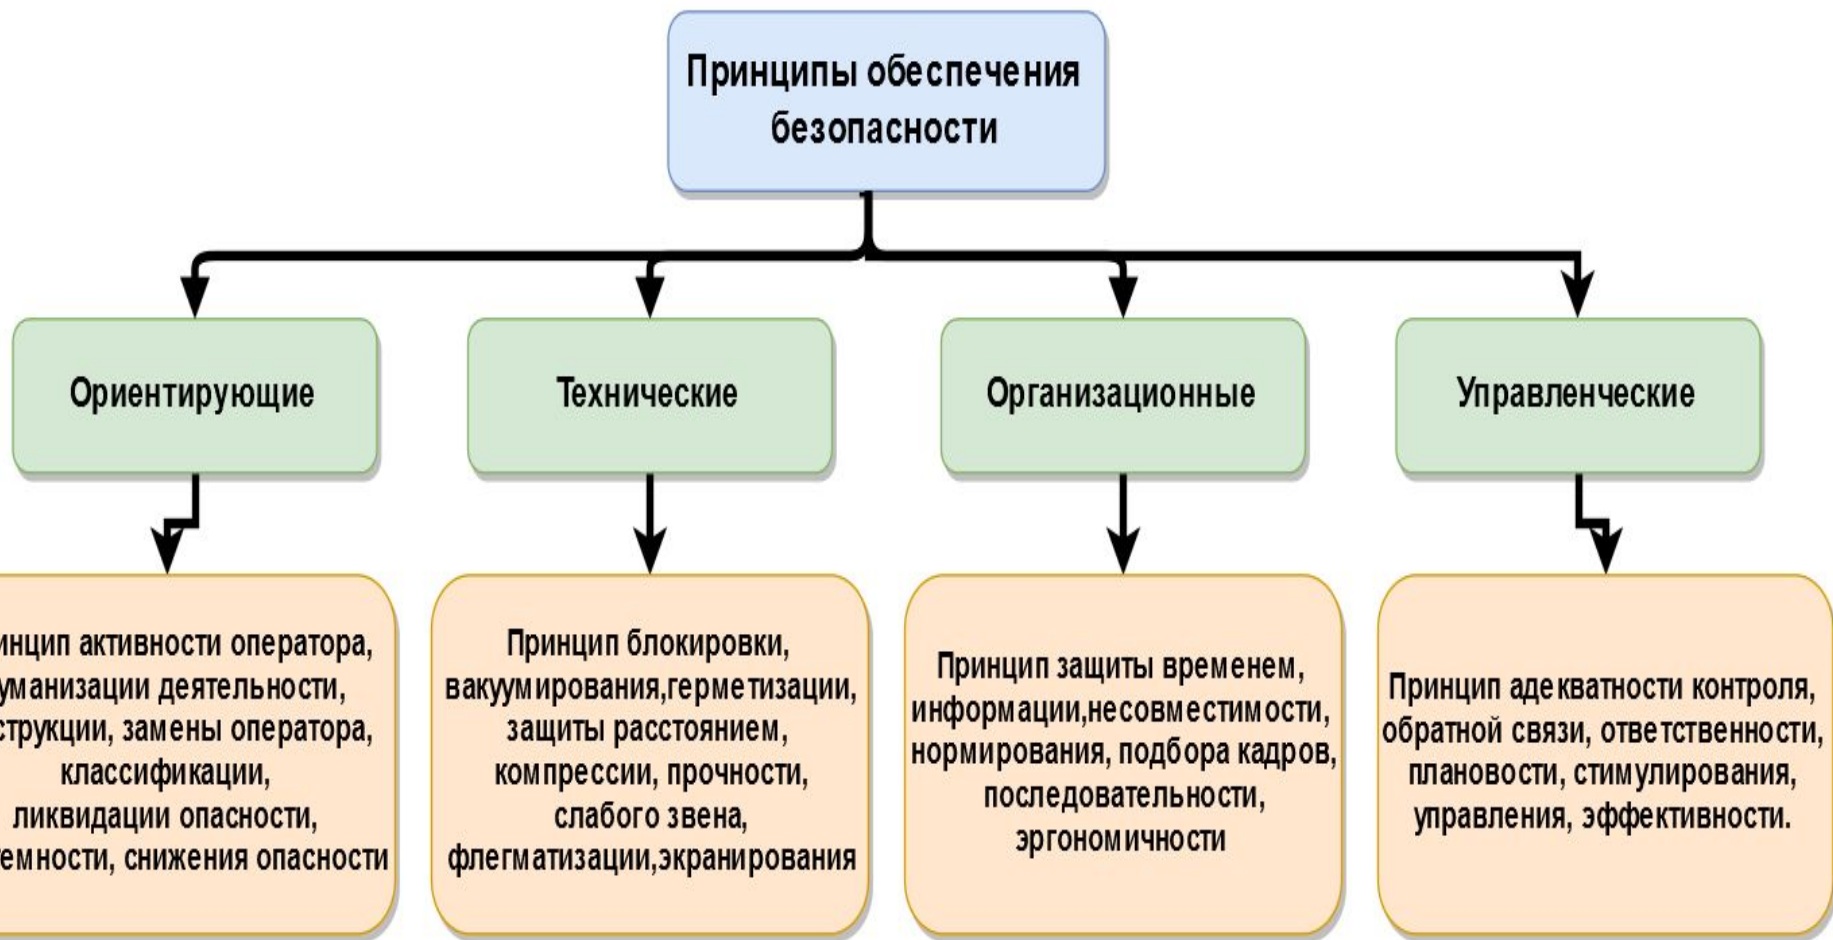 Принципы обеспечения
безопасности
Ориентирующие
Технические
Организационные
Управленческие
активности оператора,
деятельности,
замены оператора,
классификации,
ликвидации опасности,
снижения опасности
Принцип блокировки,
вакуумирования,герметизации,
защиты расстоянием,
компрессии, прочности,
слабого звена,
флегматизации,экранирования
Принцип защиты временем,
информации,несовместимости,
нормирования, подбора кадров,
последовательности,
эргономичности
Принцип адекватности контроля,
обратной связи, ответственности,
плановости, стимулирования,
управления, эффективности.